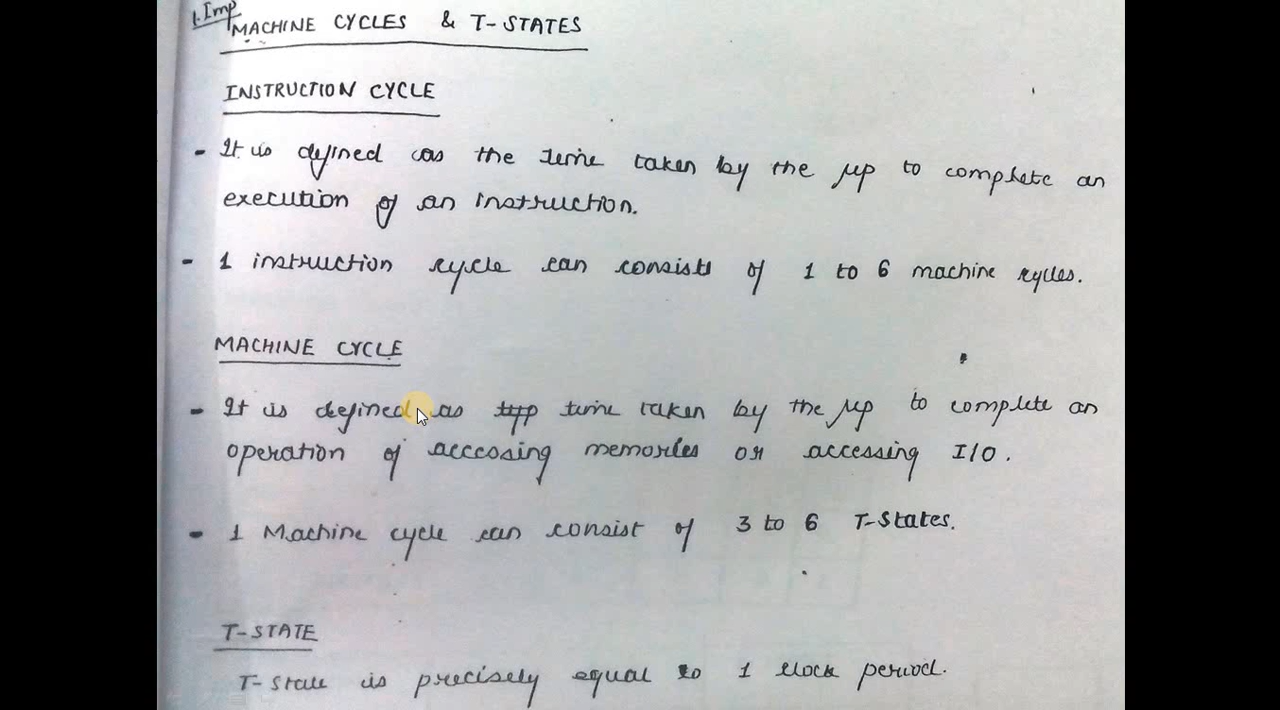 1. Imp
MACHINE CYCLES & T-STATES
INSTRUCTION CYCLE
- It is defined as the time taken by the μp to complete an
execution of an instruction.
- 1 instruction cycle can consists of 1 to 6 machine cycles.
MACHINE CYCLE
- It is defined as time taken by the μp to complete an
operation of accessing memories or accessing I/O.
- 1 Machine cycle can consist of 3 to 6 T-States.
T-STATE
T-State is precisely equal to 1 clock period.